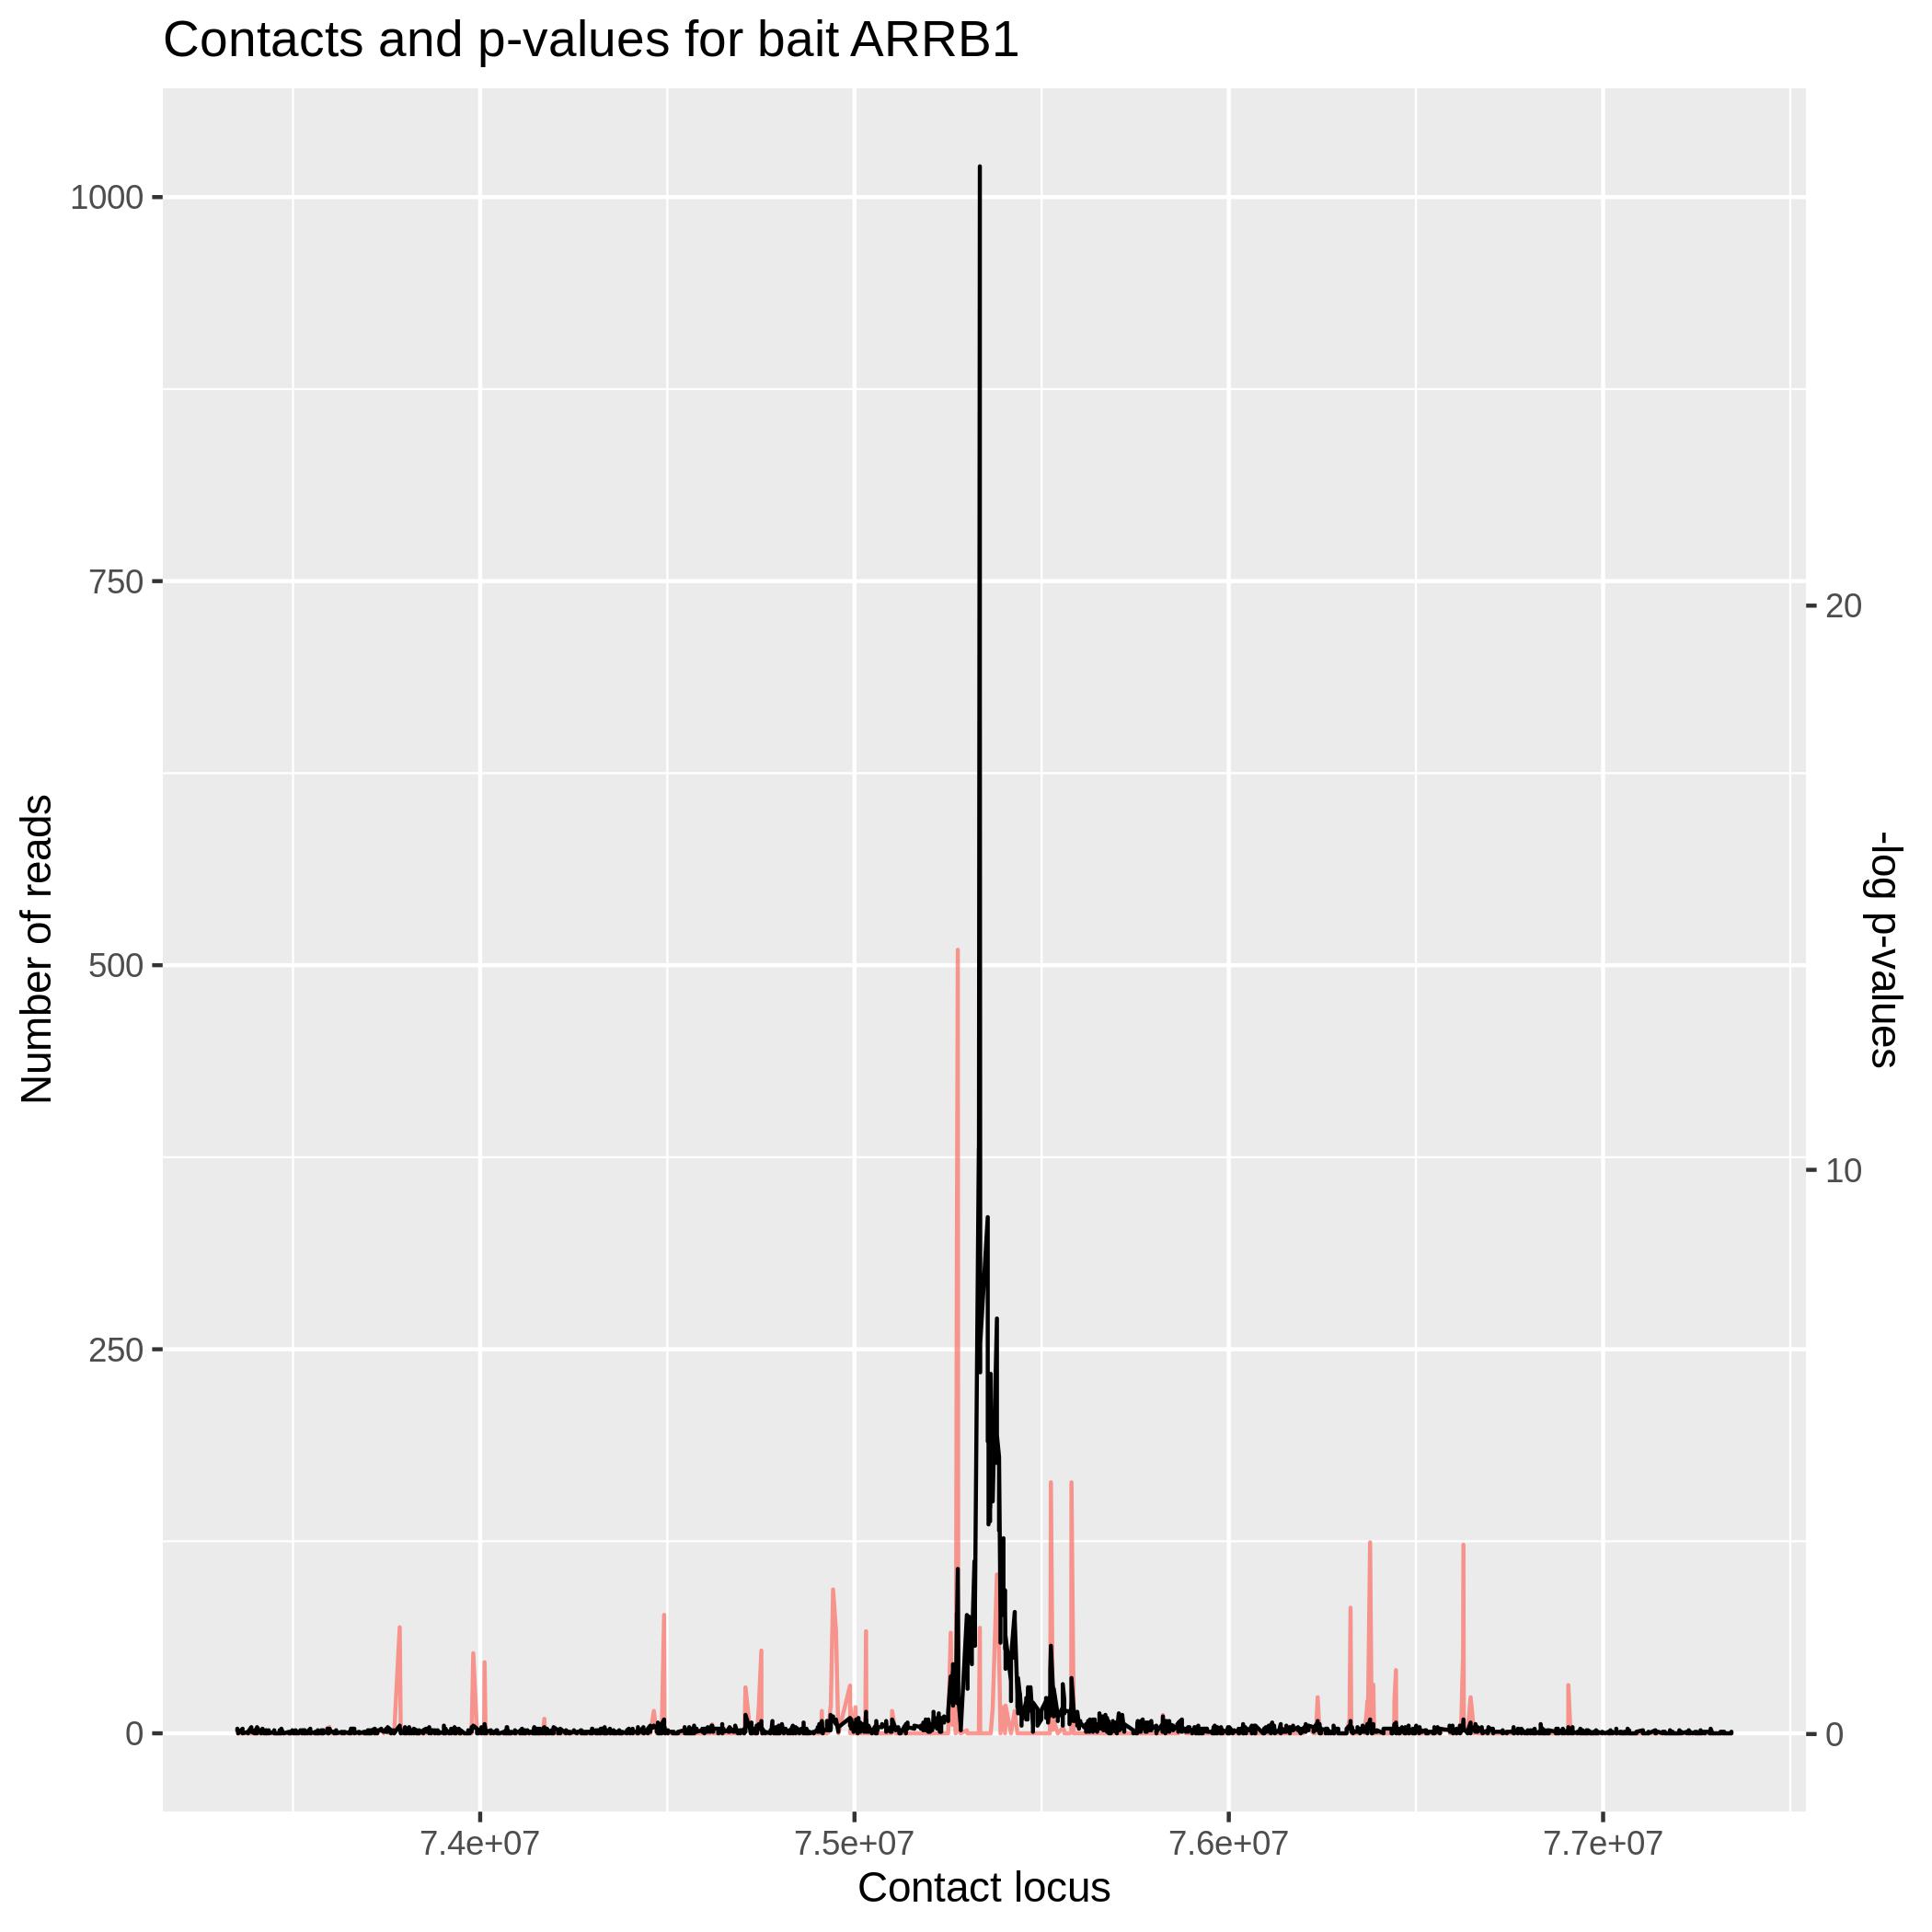 Contacts and p-values for bait ARRB1
1000
750
500
250
0
Number of reads
20
10
0
-log p-values
7.4e+07
7.5e+07
7.6e+07
7.7e+07
Contact locus